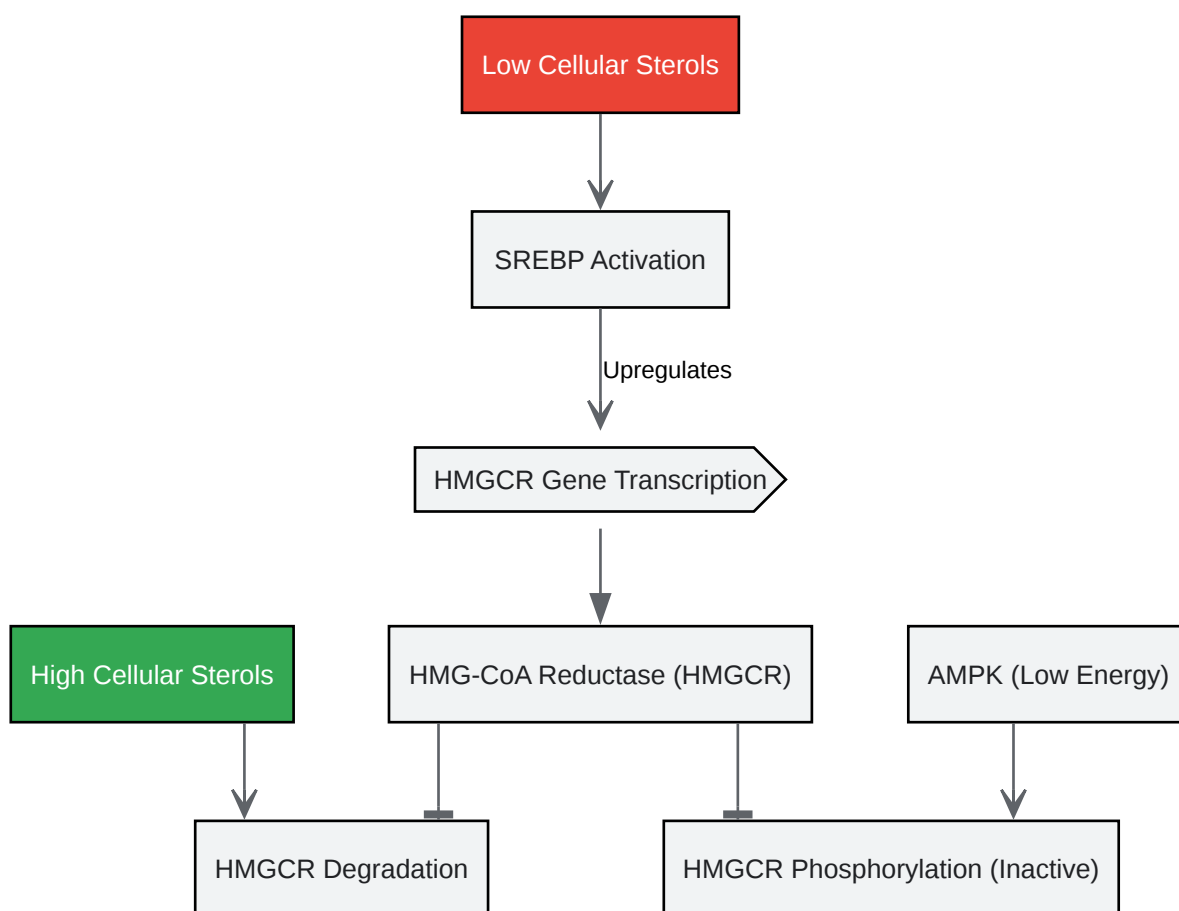 Low Cellular Sterols
SREBP Activation
Upregulates
HMGCR Gene Transcription
High Cellular Sterols
HMG-CoA Reductase (HMGCR)
AMPK (Low Energy)
HMGCR Degradation
HMGCR Phosphorylation (Inactive)